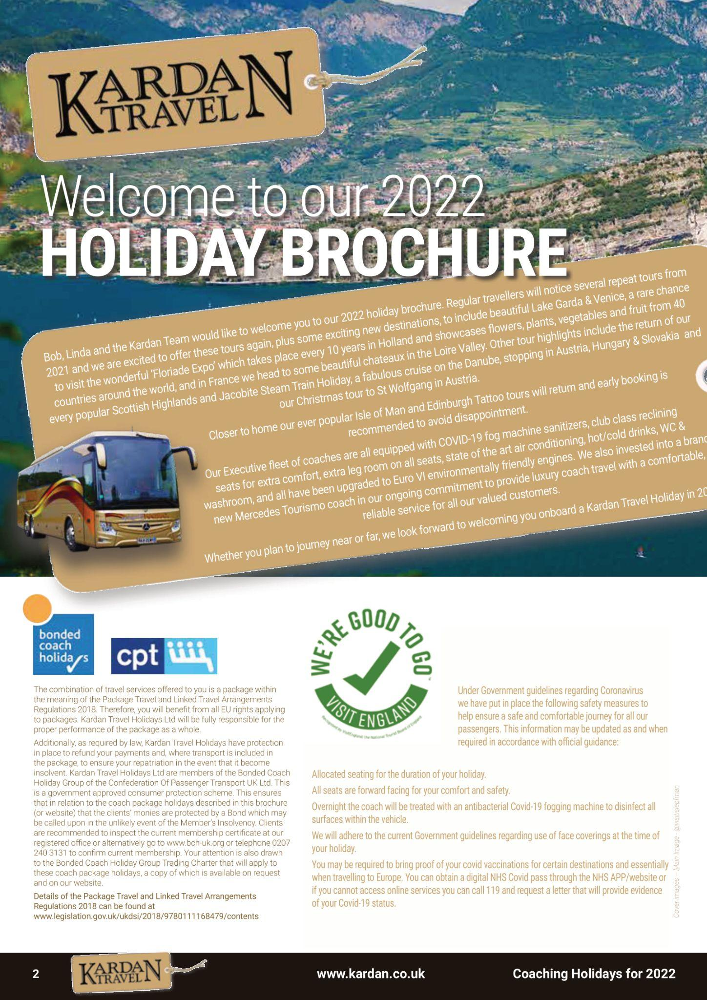 KARDAN
TRAVEL
Welcome to our 2022
HOLIDAY BROCHURE
Bob, Linda and the Kardan Team would like to welcome you to our 2022 holiday brochure. Regular travellers will notice several repeat tours from
2021 and we are excited to offer these tours again, plus some exciting new destinations, to include beautiful Lake Garda & Venice, a rare chance
to visit the wonderful 'Floriade Expo' which takes place every 10 years in Holland and showcases flowers, plants, vegetables and fruit from 40
countries around the world, and in France we head to some beautiful chateaux in the Loire Valley. Other tour highlights include the return of our
every popular Scottish Highlands and Jacobite Steam Train Holiday, a fabulous cruise on the Danube, stopping in Austria, Hungary & Slovakia and
our Christmas tour to St Wolfgang in Austria.
Closer to home our ever popular Isle of Man and Edinburgh Tattoo tours will return and early booking is
recommended to avoid disappointment.
Our Executive fleet of coaches are all equipped with COVID-19 fog machine sanitizers, club class reclining
seats for extra comfort, extra leg room on all seats, state of the art air conditioning, hot/cold drinks, WC &
washroom, and all have been upgraded to Euro VI environmentally friendly engines. We also invested into a brand
new Mercedes Tourismo coach in our ongoing commitment to provide luxury coach travel with a comfortable,
reliable service for all our valued customers.
Whether you plan to journey near or far, we look forward to welcoming you onboard a Kardan Travel Holiday in 20
bonded
coach
holidays
cpt
The combination of travel services offered to you is a package within
the meaning of the Package Travel and Linked Travel Arrangements
Regulations 2018. Therefore, you will benefit from all EU rights applying
to packages. Kardan Travel Holidays Ltd will be fully responsible for the
proper performance of the package as a whole.
Additionally, as required by law, Kardan Travel Holidays have protection
in place to refund your payments and, where transport is included in
the package, to ensure your repatriation in the event that it become
insolvent. Kardan Travel Holidays Ltd are members of the Bonded Coach
Holiday Group of the Confederation Of Passenger Transport UK Ltd. This
is a government approved consumer protection scheme. This ensures
that in relation to the coach package holidays described in this brochure
(or website) that the clients' monies are protected by a Bond which may
be called upon in the unlikely event of the Member's Insolvency. Clients
are recommended to inspect the current membership certificate at our
registered office or alternatively go to www.bch-uk.org or telephone 0207
240 3131 to confirm current membership. Your attention is also drawn
to the Bonded Coach Holiday Group Trading Charter that will apply to
these coach package holidays, a copy of which is available on request
and on our website.
Details of the Package Travel and Linked Travel Arrangements
Regulations 2018 can be found at
www.legislation.gov.uk/ukdsi/2018/9780111168479/contents
WE'RE GOOD TO GO
VISIT ENGLAND
Recognised by VisitEngland, the National Tourist Board of England
Under Government guidelines regarding Coronavirus
we have put in place the following safety measures to
help ensure a safe and comfortable journey for all our
passengers. This information may be updated as and when
required in accordance with official guidance:
Allocated seating for the duration of your holiday.
All seats are forward facing for your comfort and safety.
Overnight the coach will be treated with an antibacterial Covid-19 fogging machine to disinfect all
surfaces within the vehicle.
We will adhere to the current Government guidelines regarding use of face coverings at the time of
your holiday.
You may be required to bring proof of your covid vaccinations for certain destinations and essentially
when travelling to Europe. You can obtain a digital NHS Covid pass through the NHS APP/website or
if you cannot access online services you can call 119 and request a letter that will provide evidence
of your Covid-19 status.
Cover images – Main Image - @visitisleofman
2
KARDAN
TRAVEL
www.kardan.co.uk
Coaching Holidays for 2022